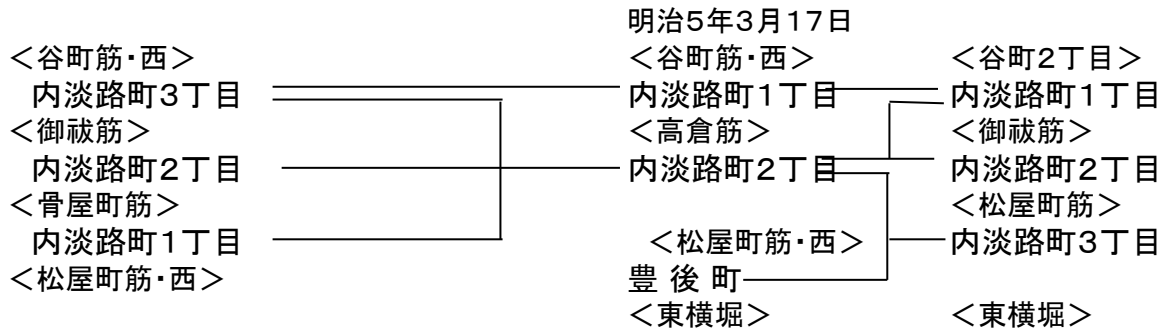 明治5年3月17日
<谷町筋・西> <谷町筋・西> <谷町2丁目>
内淡路町3丁目 内淡路町1丁目 内淡路町1丁目
<御祓筋> <高倉筋> <御祓筋>
内淡路町2丁目 内淡路町2丁目 内淡路町2丁目
<骨屋町筋> <松屋町筋>
内淡路町1丁目 <松屋町筋・西> 内淡路町3丁目
<松屋町筋・西> 豊後町
<東横堀> <東横堀>